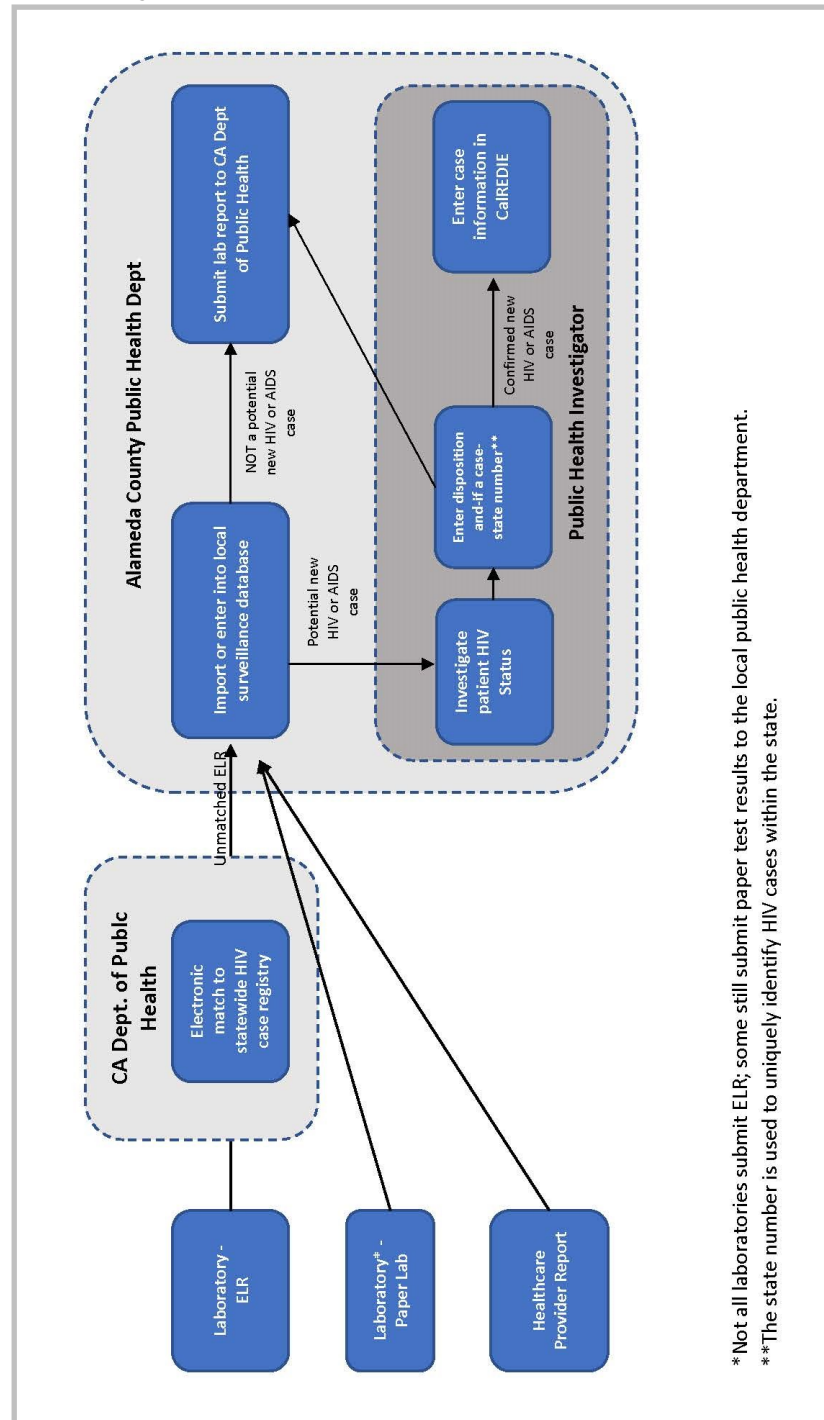 Laboratory -
ELR
Laboratory* -
Paper Lab
Healthcare
Provider Report
CA Dept. of Publc
Health
Electronic
match to
statewide HIV
case registry
Unmatched ELR
Alameda County Public Health Dept
Import or enter into local
surveillance database
NOT a potential
new HIV or AIDS
case
Submit lab report to CA Dept
of Public Health
Potential new
HIV or AIDS
case
Investigate
patient HIV
Status
Enter disposition
and-if a case-
state number**
Confirmed new
HIV or AIDS
case
Enter case
information in
CalREDIE
Public Health Investigator
*Not all laboratories submit ELR; some still submit paper test results to the local public health department.
**The state number is used to uniquely identify HIV cases within the state.